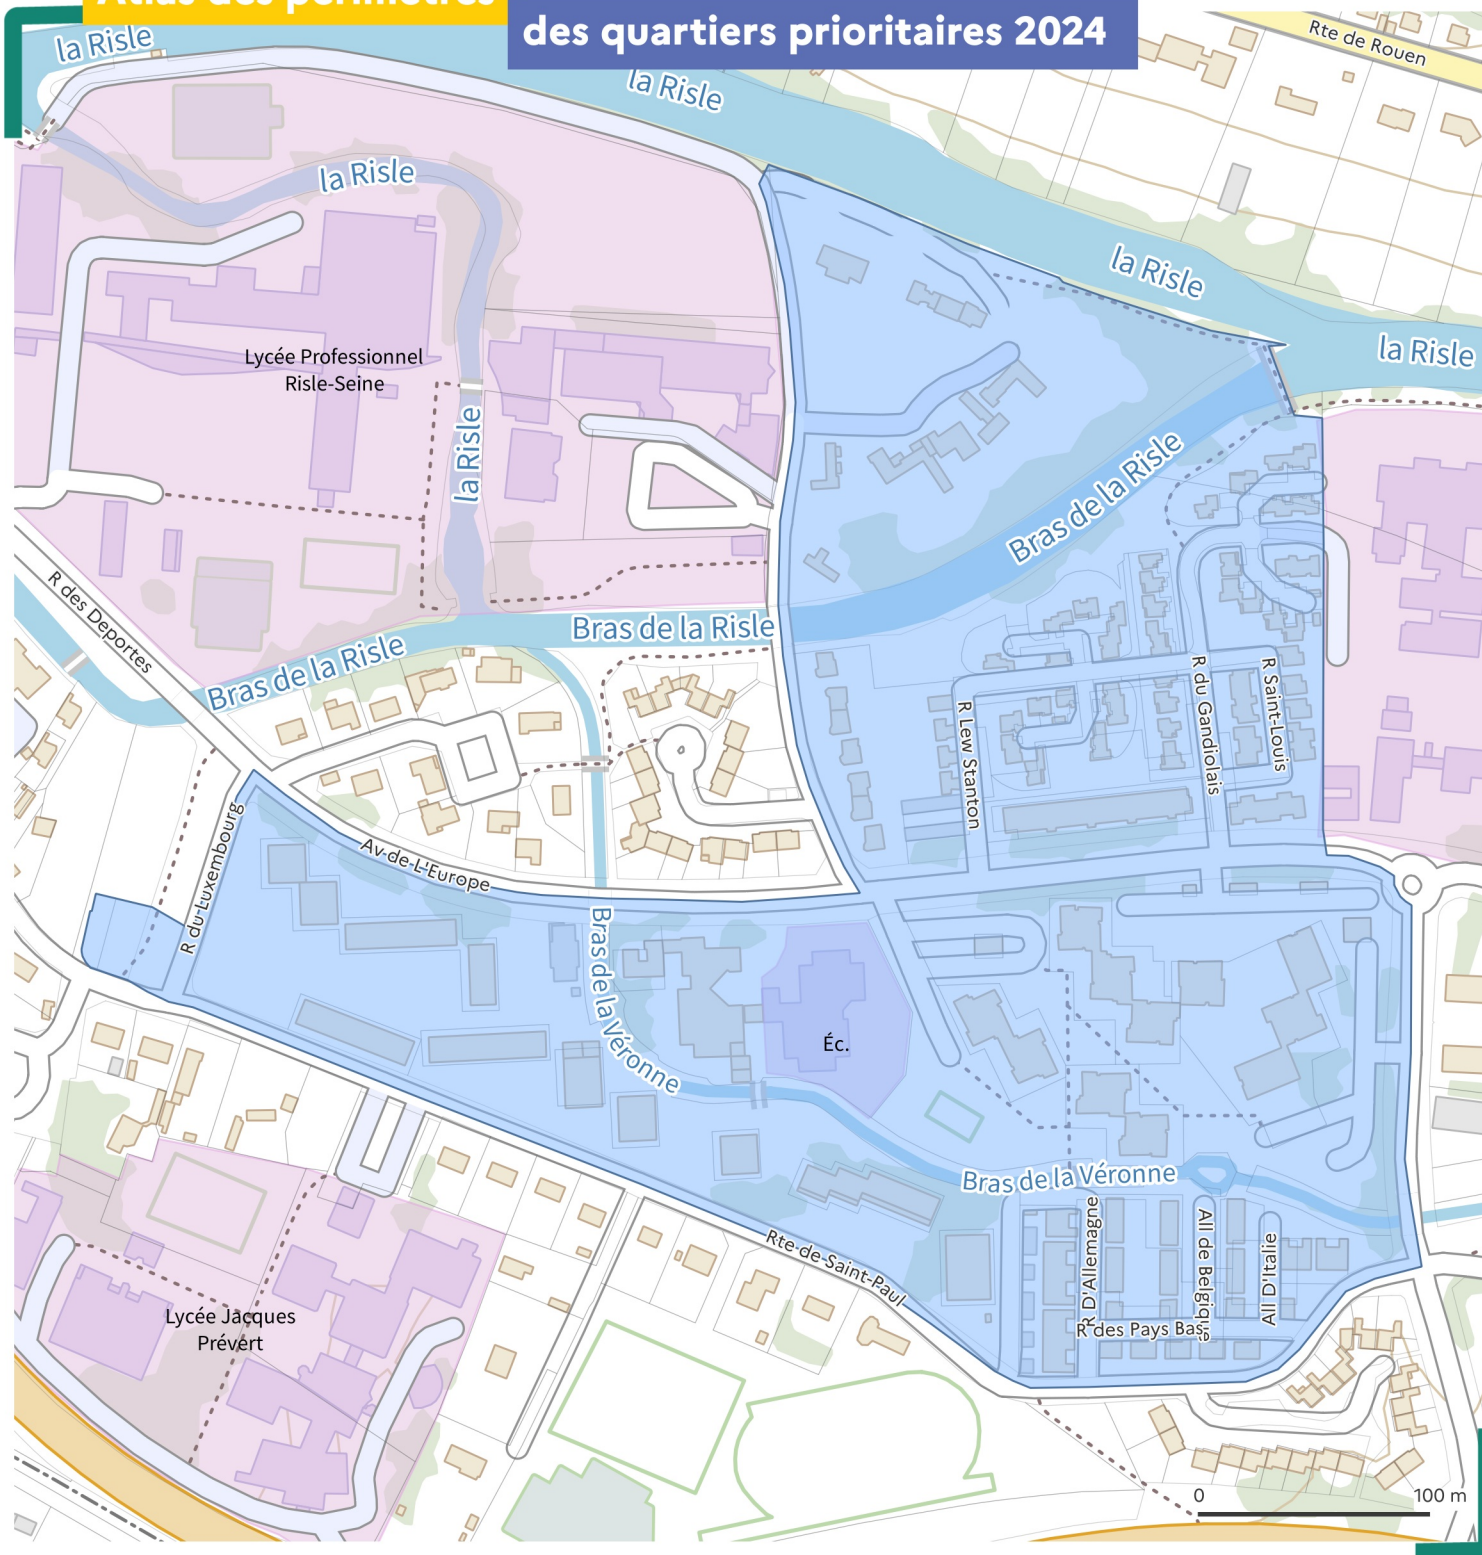 Atlas des périmètres
des quartiers prioritaires 2024
la Risle
la Risle
Rte de Rouen
la Risle
la Risle
la Risle
Lycée Professionnel
Risle-Seine
la Risle
Bras de la Risle
R des Deportes
Bras de la Risle
Bras de la Risle
R Lew Stanton
R du Gandiolais
R Saint-Louis
R du Luxembourg
Av de L'Europe
Bras de la Véronne
Éc.
Bras de la Véronne
Rte de Saint-Paul
R D'Allemagne
All de Belgique
All D'Italie
R des Pays Bas
Lycée Jacques
Prévert
0 100 m